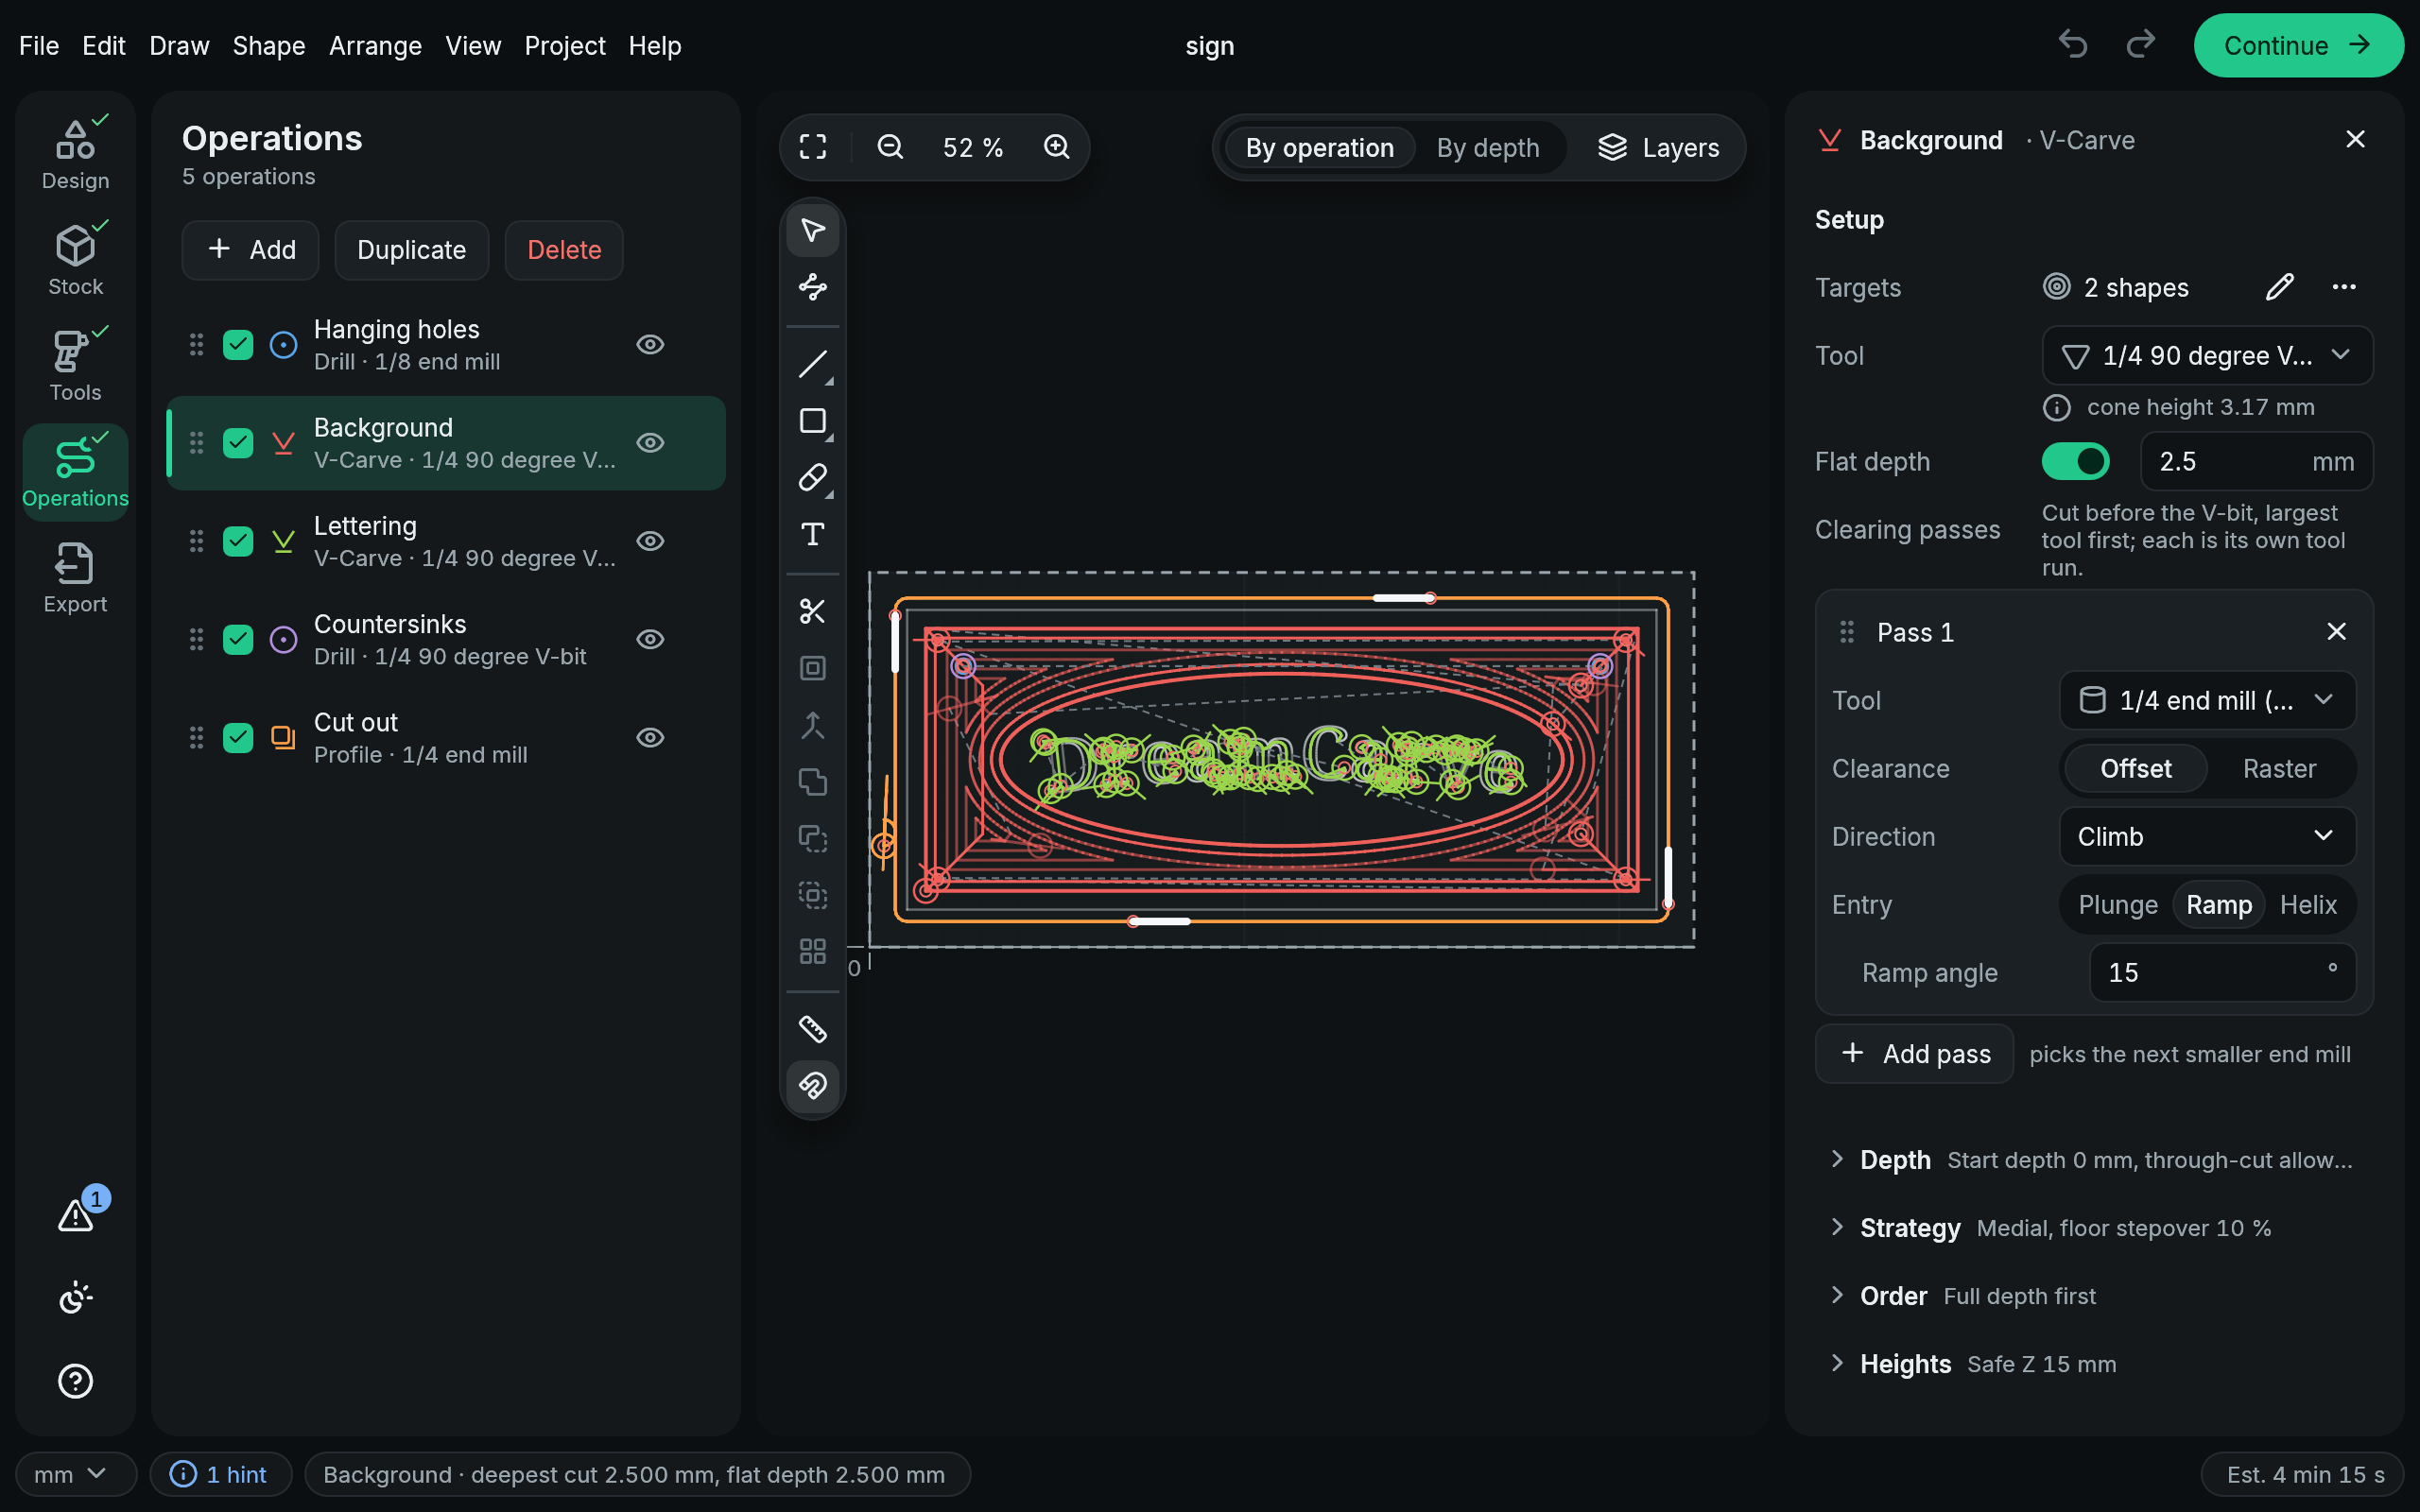 File Edit Draw Shape Arrange View Project Help
sign
Continue
Design
Stock
Tools
Operations
Export
1
Operations
5 operations
Add
Duplicate
Delete
Hanging holes
Drill · 1/8 end mill
Background
V-Carve · 1/4 90 degree V...
Lettering
V-Carve · 1/4 90 degree V...
Countersinks
Drill · 1/4 90 degree V-bit
Cut out
Profile · 1/4 end mill
52 %
By operation
By depth
Layers
0
Background · V-Carve
Setup
Targets
2 shapes
Tool
1/4 90 degree V...
cone height 3.17 mm
Flat depth
2.5 mm
Clearing passes
Cut before the V-bit, largest
tool first; each is its own tool
run.
Pass 1
Tool
1/4 end mill (...
Clearance
Offset
Raster
Direction
Climb
Entry
Plunge
Ramp
Helix
Ramp angle
15 °
Add pass
picks the next smaller end mill
Depth Start depth 0 mm, through-cut allow...
Strategy Medial, floor stepover 10 %
Order Full depth first
Heights Safe Z 15 mm
mm
1 hint
Background · deepest cut 2.500 mm, flat depth 2.500 mm
Est. 4 min 15 s